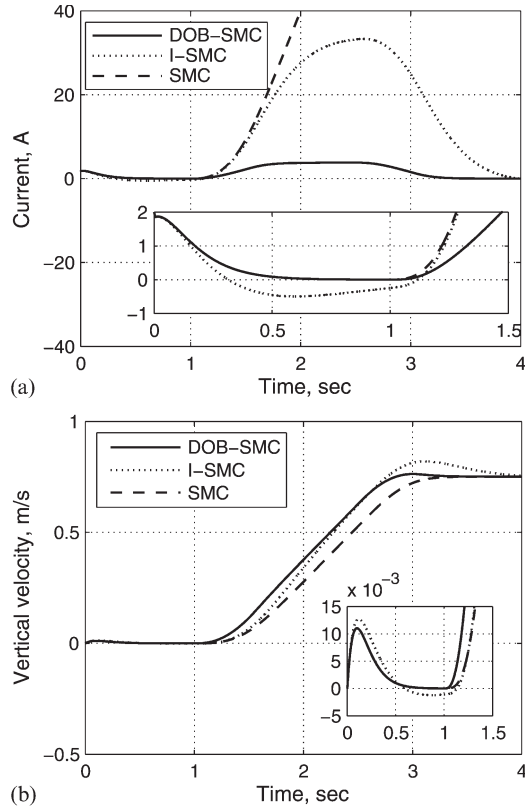 40
20
0
−20
−40
Current, A
DOB−SMC
I−SMC
SMC
2
1
0
−1
0
0.5
1
1.5
0
1
2
3
4
Time, sec
(a)
1
0.5
0
−0.5
Vertical velocity, m/s
DOB−SMC
I−SMC
SMC
x 10⁻³
15
10
5
0
−5
0
0.5
1
1.5
0
1
2
3
4
Time, sec
(b)